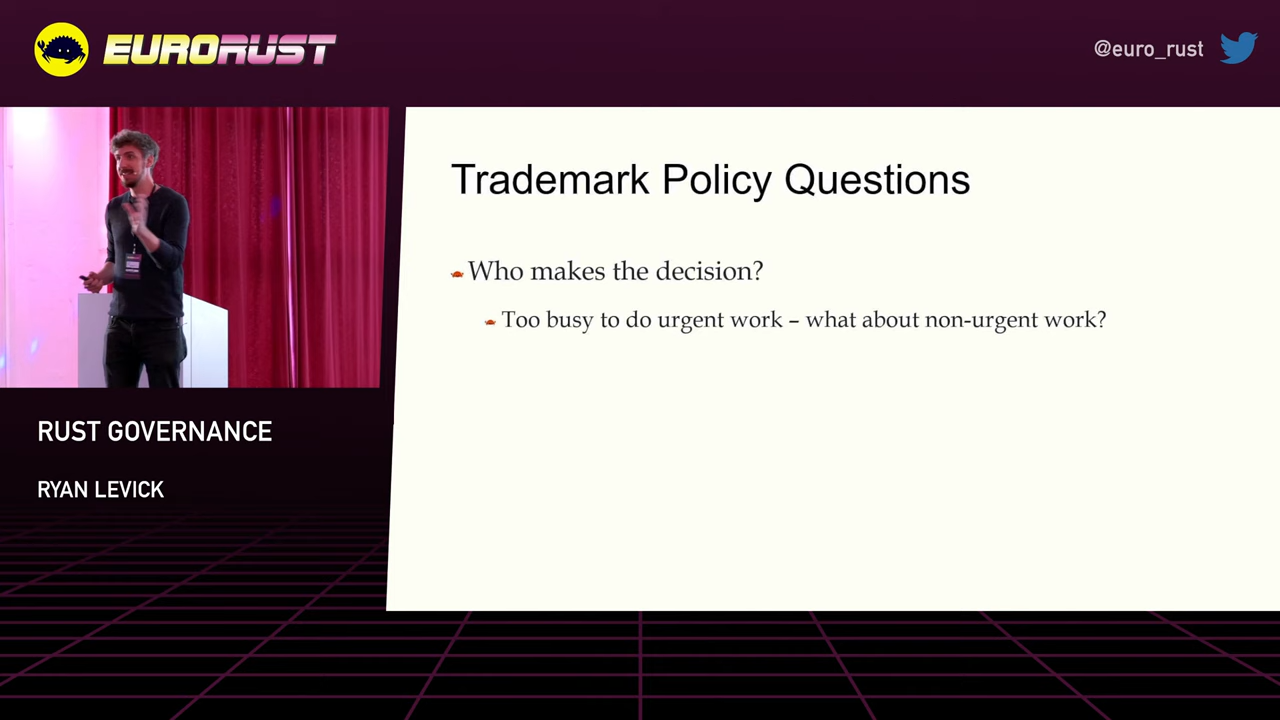 EURORUST
@euro_rust
Trademark Policy Questions
Who makes the decision?
Too busy to do urgent work – what about non-urgent work?
RUST GOVERNANCE
RYAN LEVICK